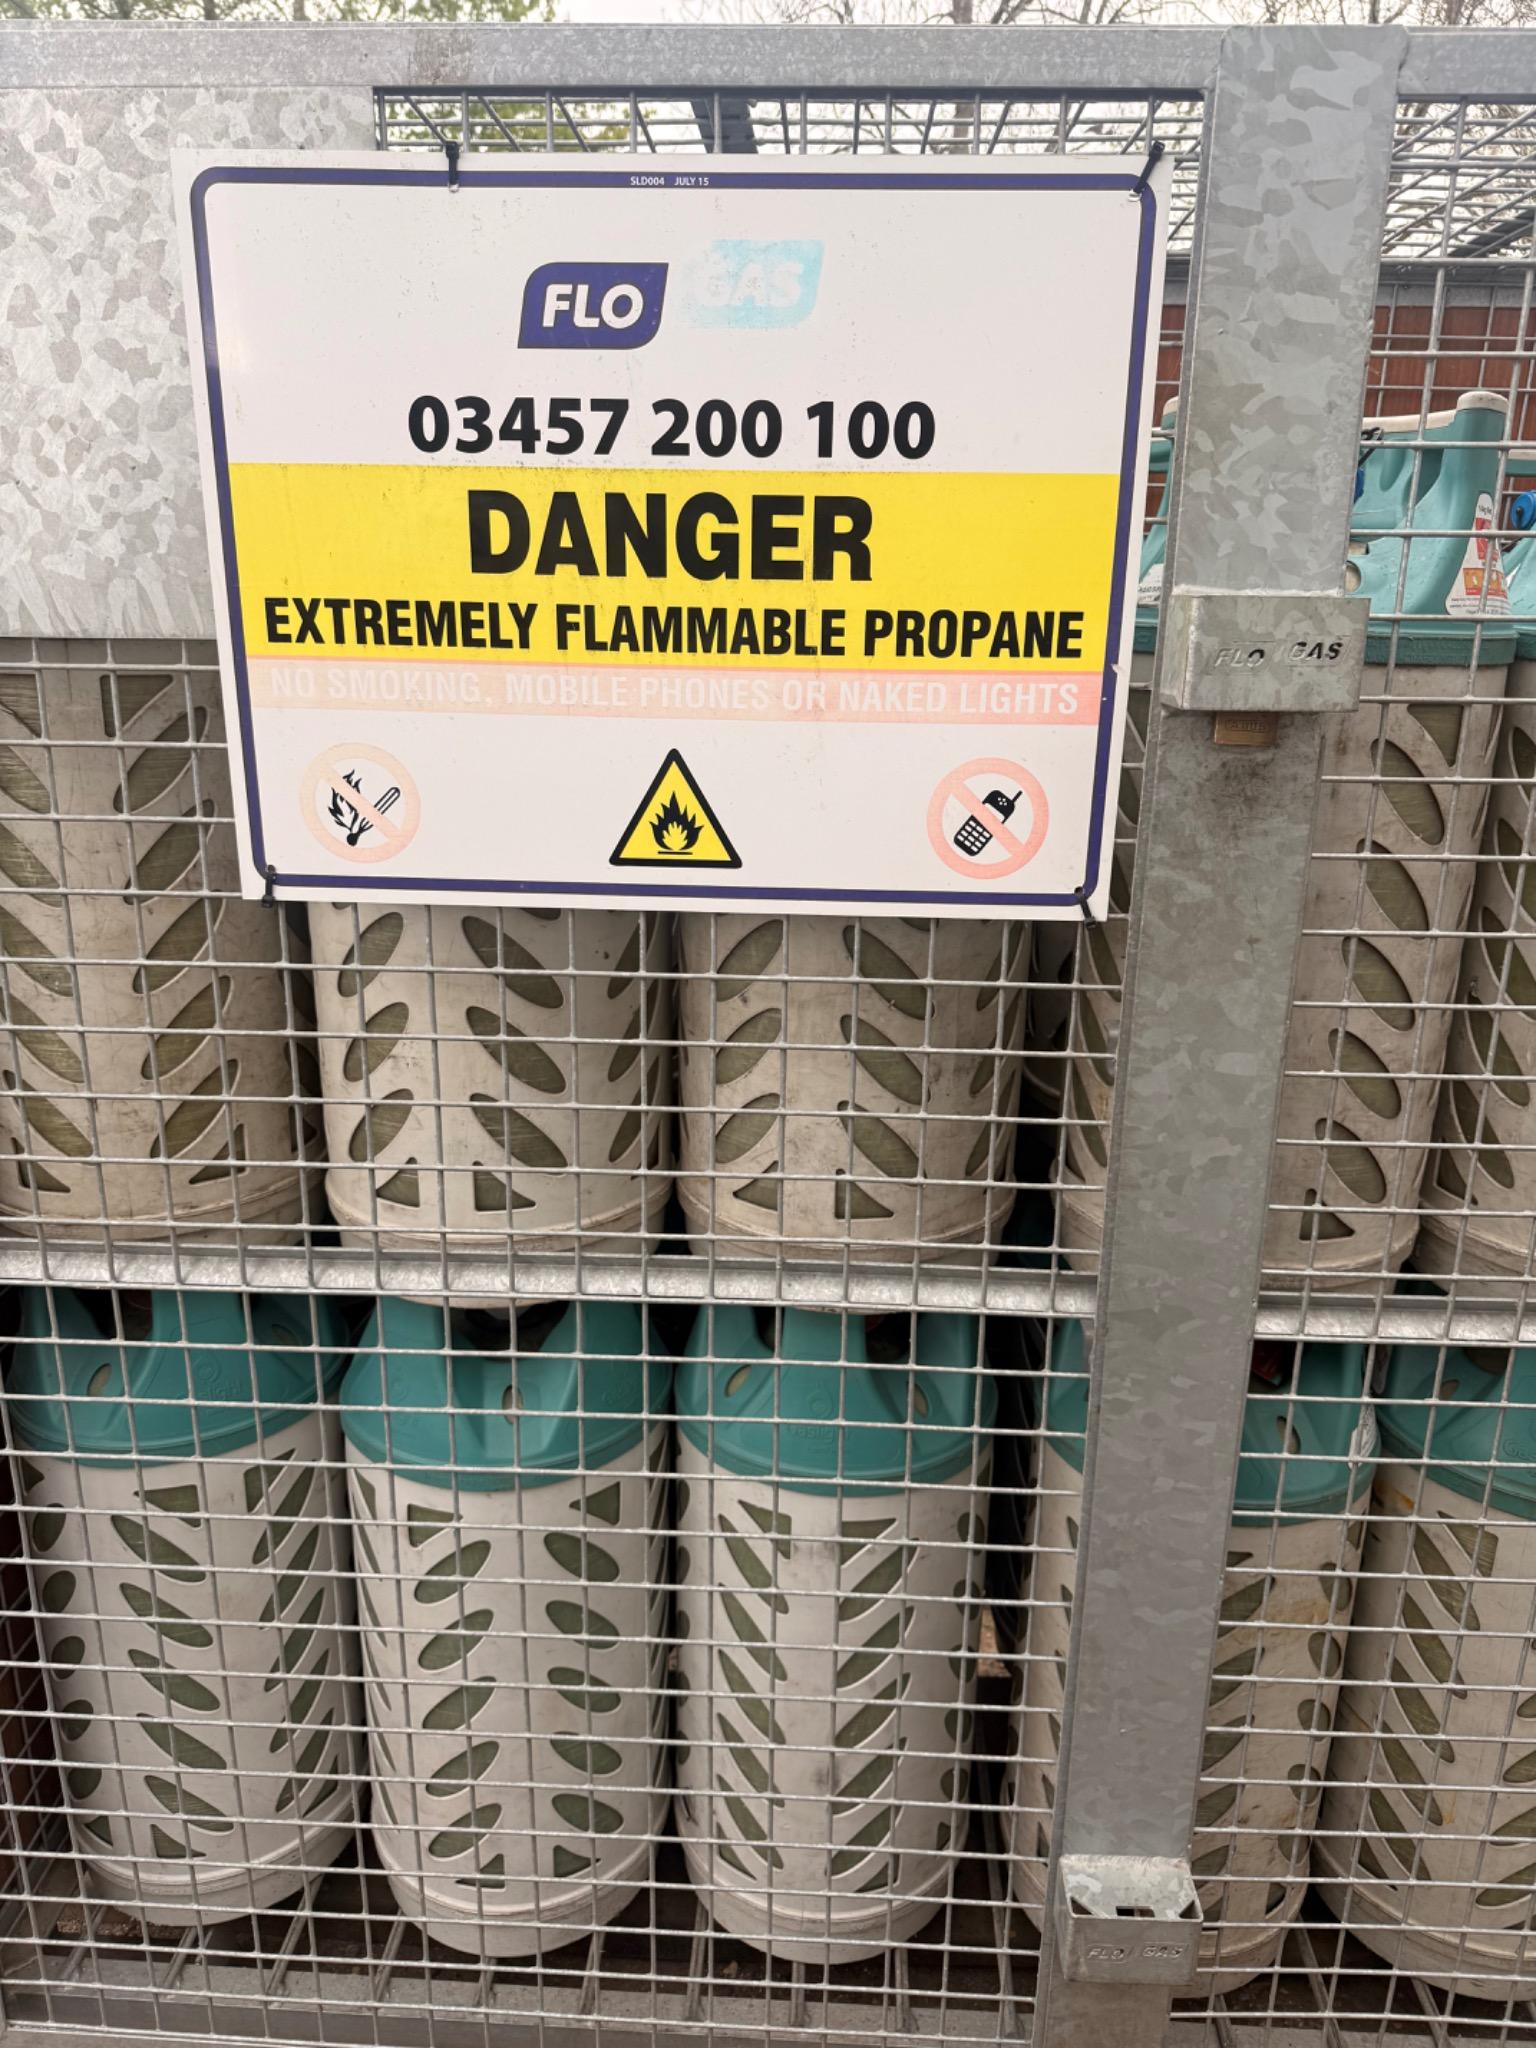 SLD004 JULY 15
FLO GAS
03457 200 100
DANGER
EXTREMELY FLAMMABLE PROPANE
NO SMOKING, MOBILE PHONES OR NAKED LIGHTS
FLO GAS
gaslight
FLO GAS